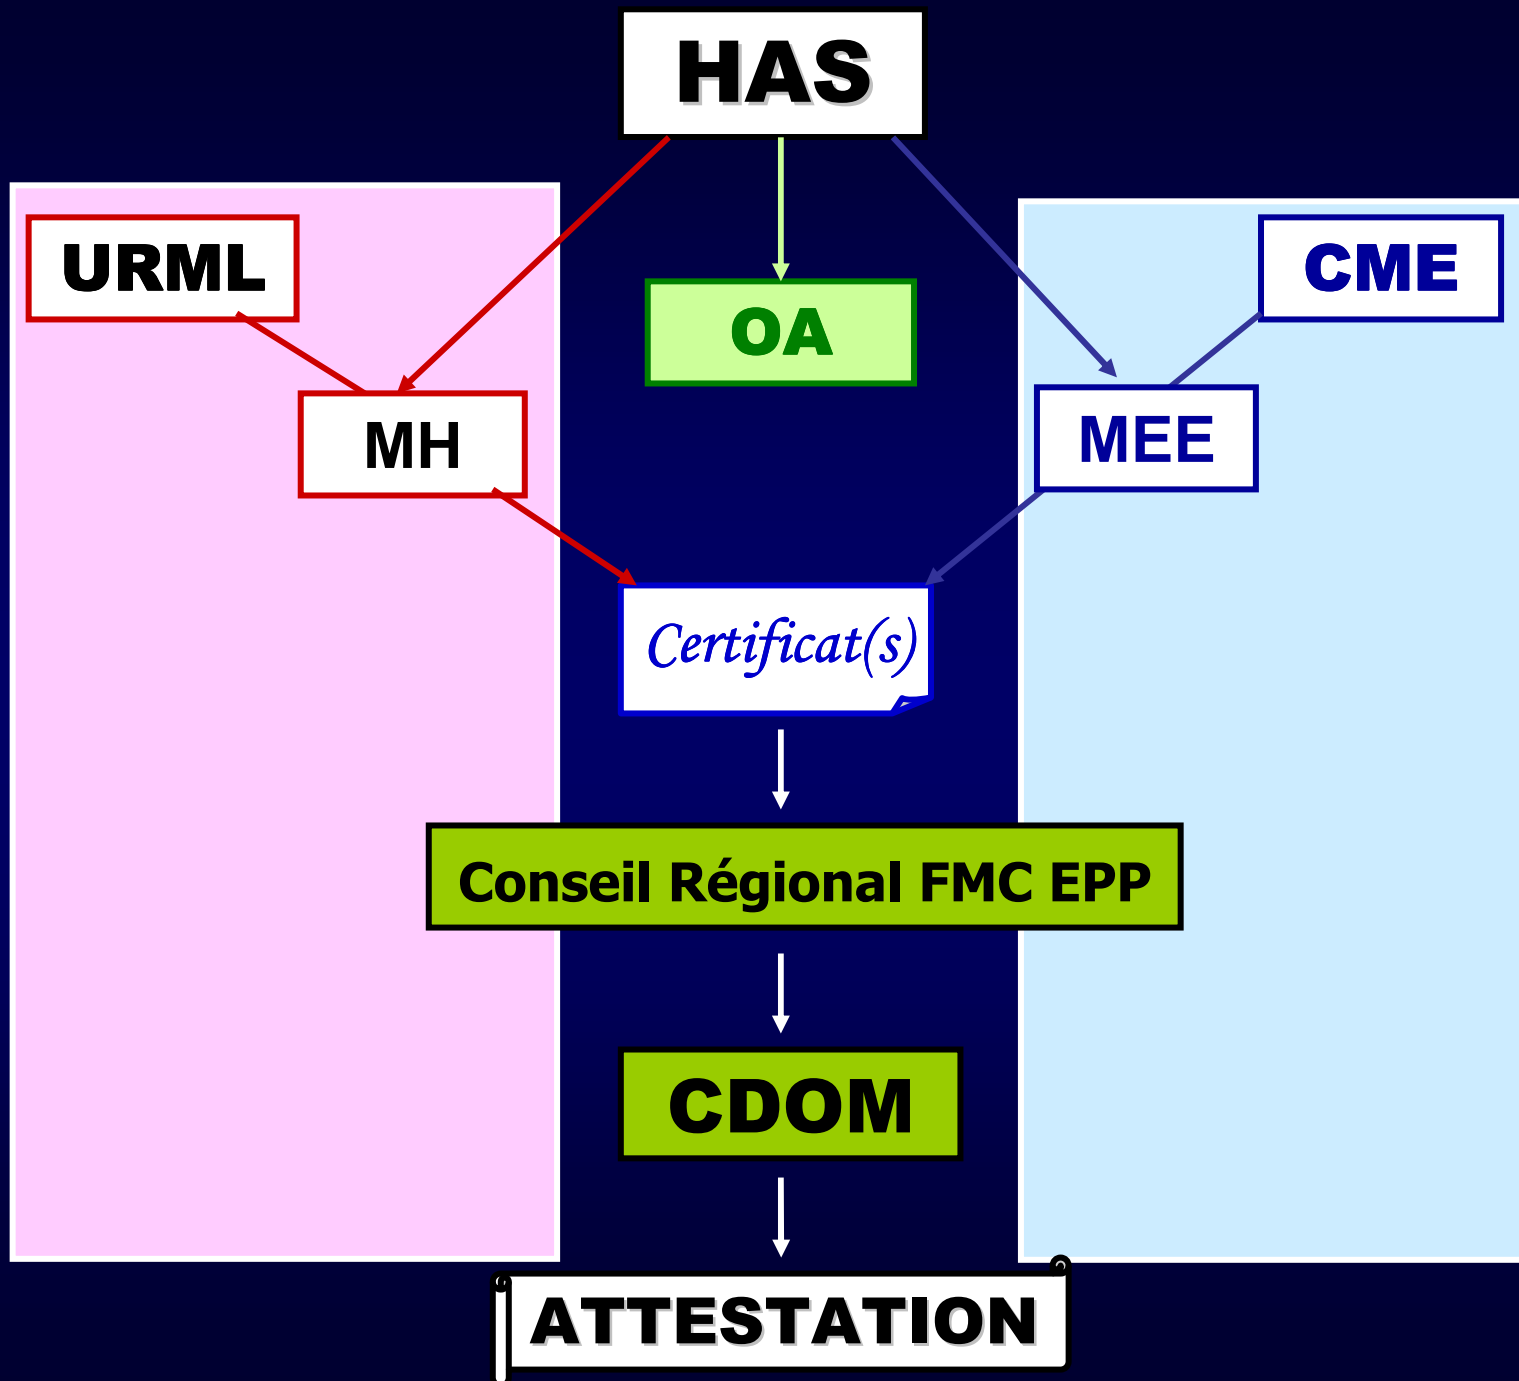 HAS
URML
CME
OA
MH
MEE
Certificat(s)
Conseil Régional FMC EPP
CDOM
ATTESTATION